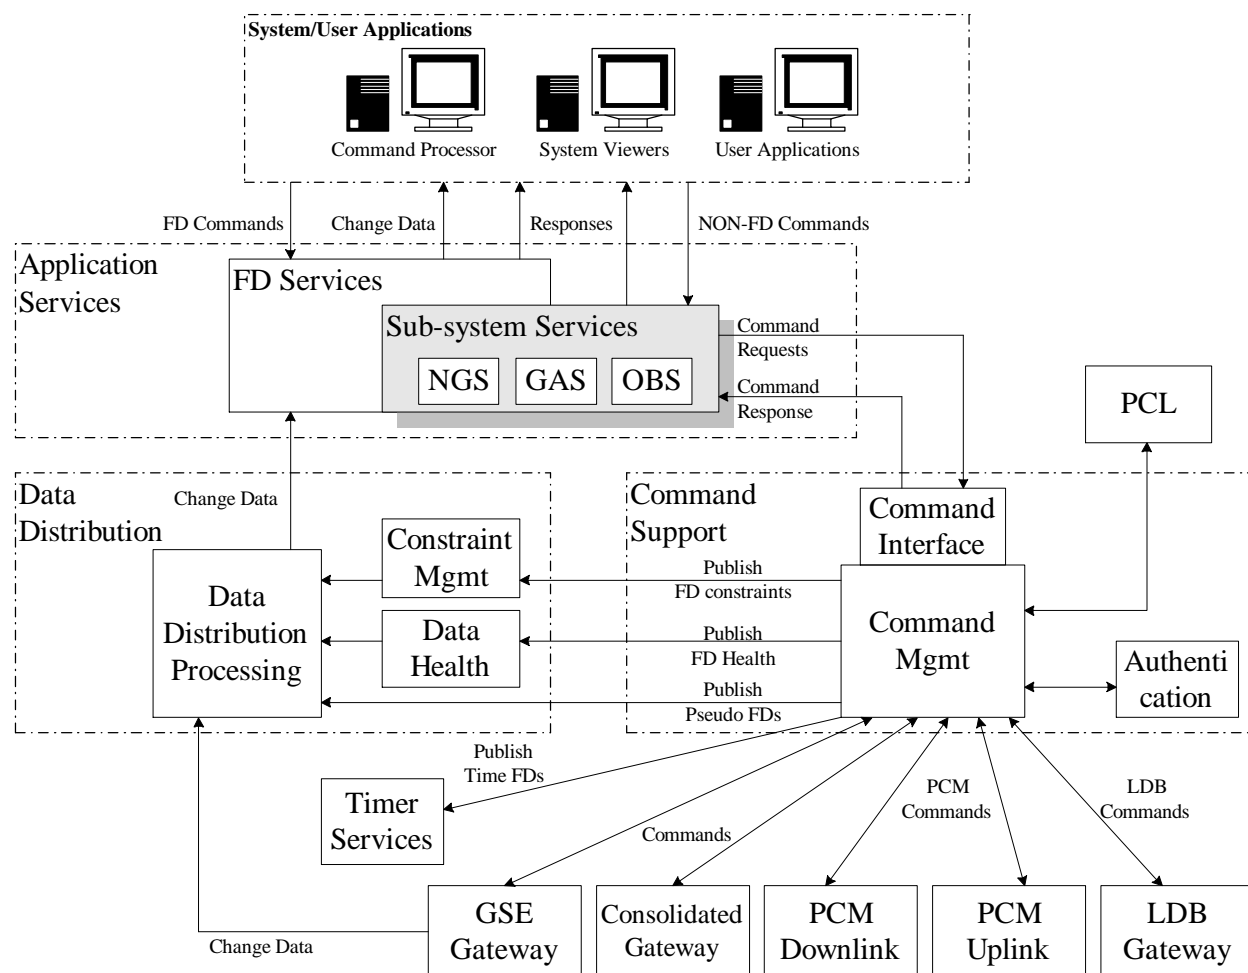 System/User Applications
Command Processor
System Viewers
User Applications
FD Commands
Change Data
Responses
NON-FD Commands
Application
Services
FD Services
Sub-system Services
NGS
GAS
OBS
Command
Requests
Command
Response
PCL
Data
Distribution
Change Data
Constraint
Mgmt
Data
Health
Data
Distribution
Processing
Publish
FD constraints
Publish
FD Health
Publish
Pseudo FDs
Command
Support
Command
Interface
Command
Mgmt
Authenti
cation
Publish
Time FDs
Timer
Services
Commands
PCM
Commands
LDB
Commands
GSE
Gateway
Consolidated
Gateway
PCM
Downlink
PCM
Uplink
LDB
Gateway
Change Data